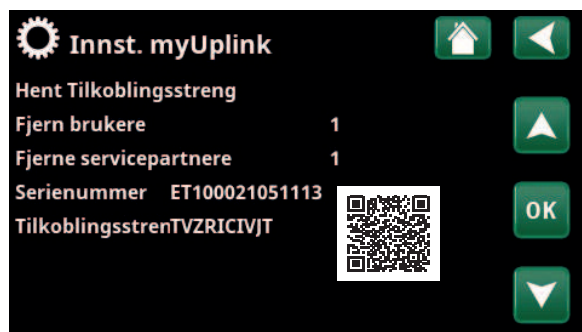 Innst. myUplink
Hent Tilkoblingsstreng
Fjern brukere 1
Fjerne servicepartnere 1
Serienummer ET100021051113
OK
TilkoblingsstrenTVZRICIVJT